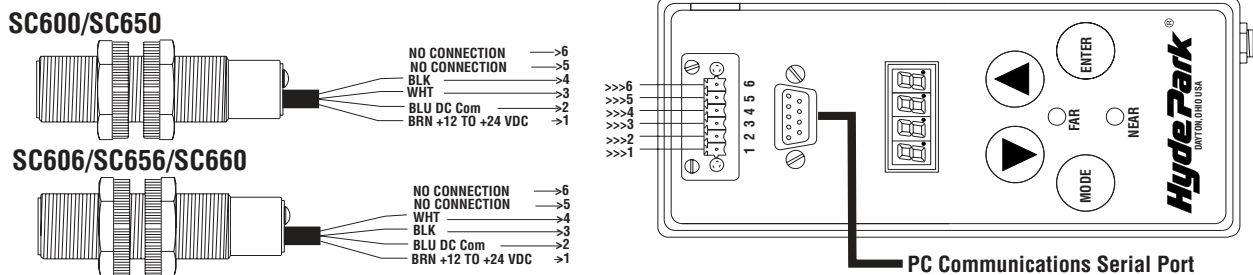 SC600/SC650
NO CONNECTION —>6
NO CONNECTION —>5
BLK —>4
WHT —>3
BLU DC Com —>2
BRN +12 TO +24 VDC ->1
SC606/SC656/SC660
NO CONNECTION —>6
NO CONNECTION —>5
WHT —>4
BLK —>3
BLU DC Com —>2
BRN +12 TO +24 VDC ->1
>>>6
>>>5
>>>4
>>>3
>>>2
>>>1
1 2 3 4 5 6
8888
ENTER
MODE
FAR
NEAR
HydePark®
DAYTON, OHIO USA
PC Communications Serial Port